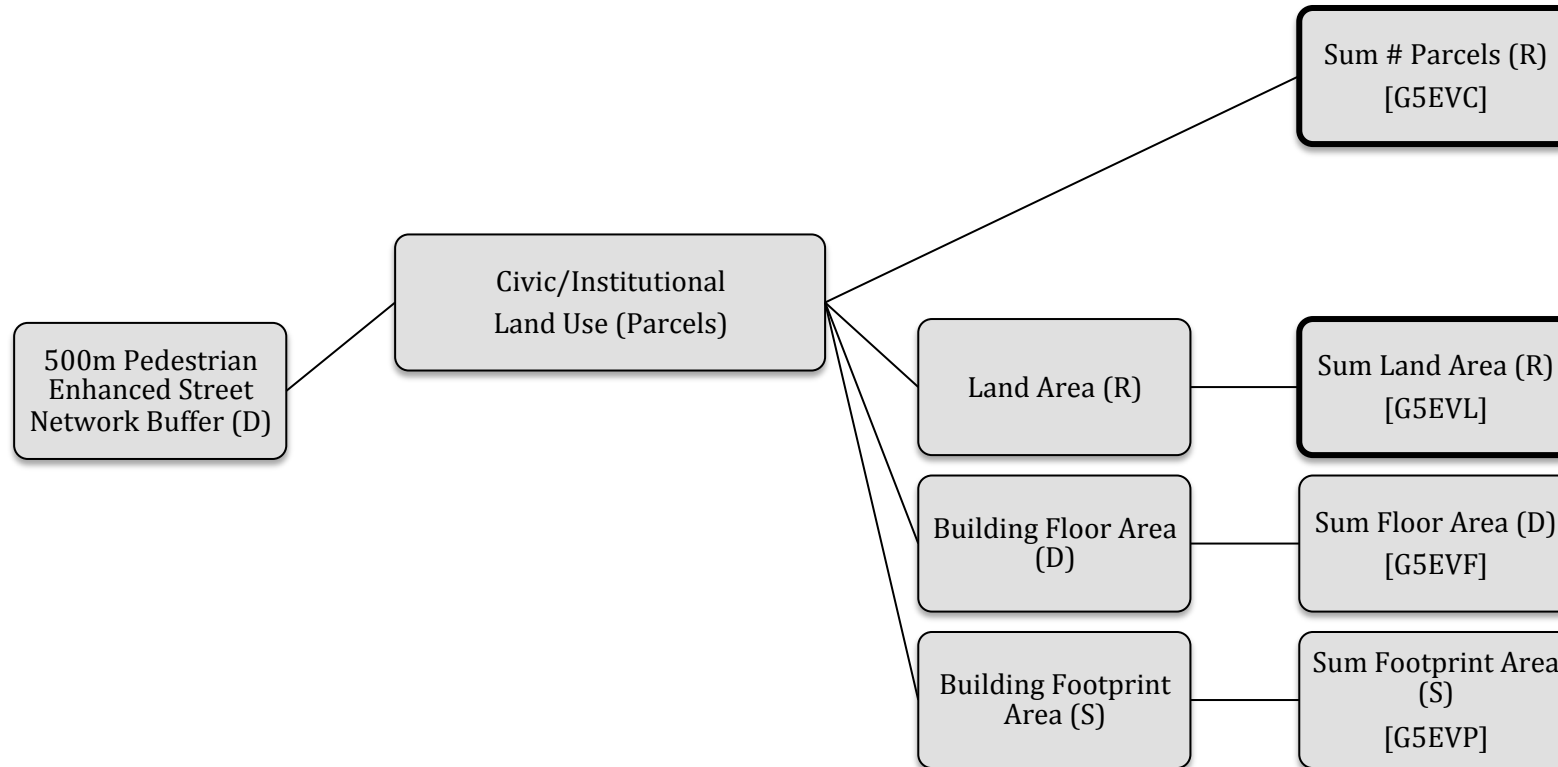 Sum # Parcels (R)
[G5EVC]
Civic/Institutional
Land Use (Parcels)
500m Pedestrian
Enhanced Street
Network Buffer (D)
Land Area (R)
Sum Land Area (R)
[G5EVL]
Building Floor Area
(D)
Sum Floor Area (D)
[G5EVF]
Building Footprint
Area (S)
Sum Footprint Area
(S)
[G5EVP]